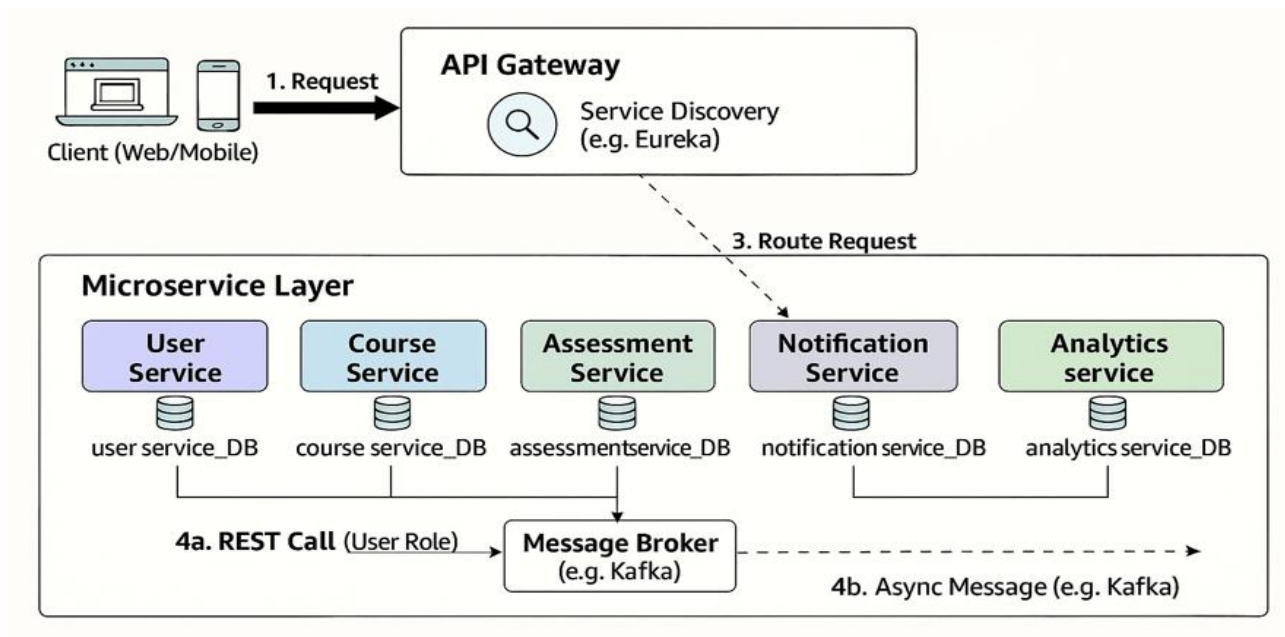 API Gateway
1. Request
Service Discovery
(e.g. Eureka)
Client (Web/Mobile)
3. Route Request
Microservice Layer
User
Service
Course
Service
Assessment
Service
Notification
Service
Analytics
service
user service_DB
course service_DB
assessmentservice_DB
notification service_DB
analytics service_DB
4a. REST Call (User Role)
Message Broker
(e.g. Kafka)
4b. Async Message (e.g. Kafka)